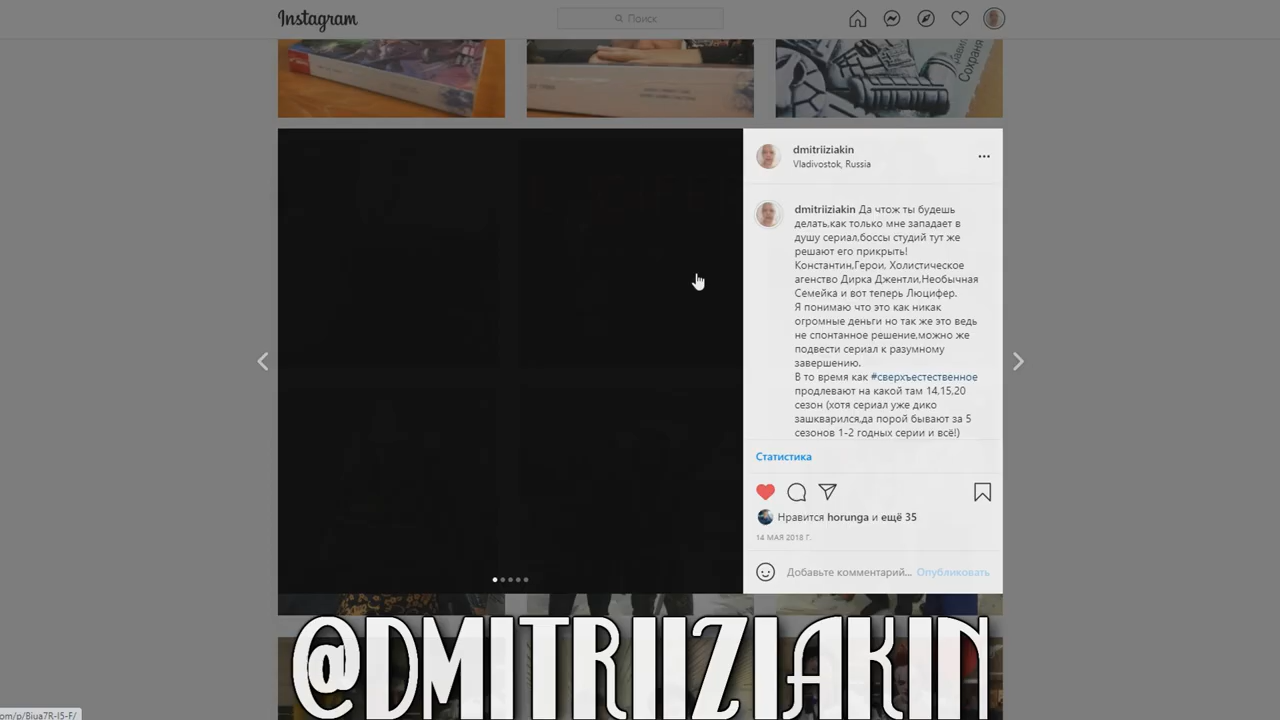 Instagram
Поиск
Сохраня
dmitriiziakin
Vladivostok, Russia
dmitriiziakin Да чтож ты будешь
делать,как только мне западает в
душу сериал,боссы студий тут же
решают его прикрыть!
Константин,Герои, Холистическое
агенство Дирка Джентли,Необычная
Семейка и вот теперь Люцифер.
Я понимаю что это как никак
огромные деньги но так же это ведь
не спонтанное решение,можно же
подвести сериал к разумному
завершению.
В то время как #сверхъестественное
продлевают на какой там 14,15,20
сезон (хотя сериал уже дико
зашкварился,да порой бывают за 5
сезонов 1-2 годных серии и всё!)
Статистика
Нравится horunga и ещё 35
14 МАЯ 2018 Г.
Добавьте комментарий... Опубликовать
@DMITRIIZIAKIN
com/p/Biua7R-I5-F/